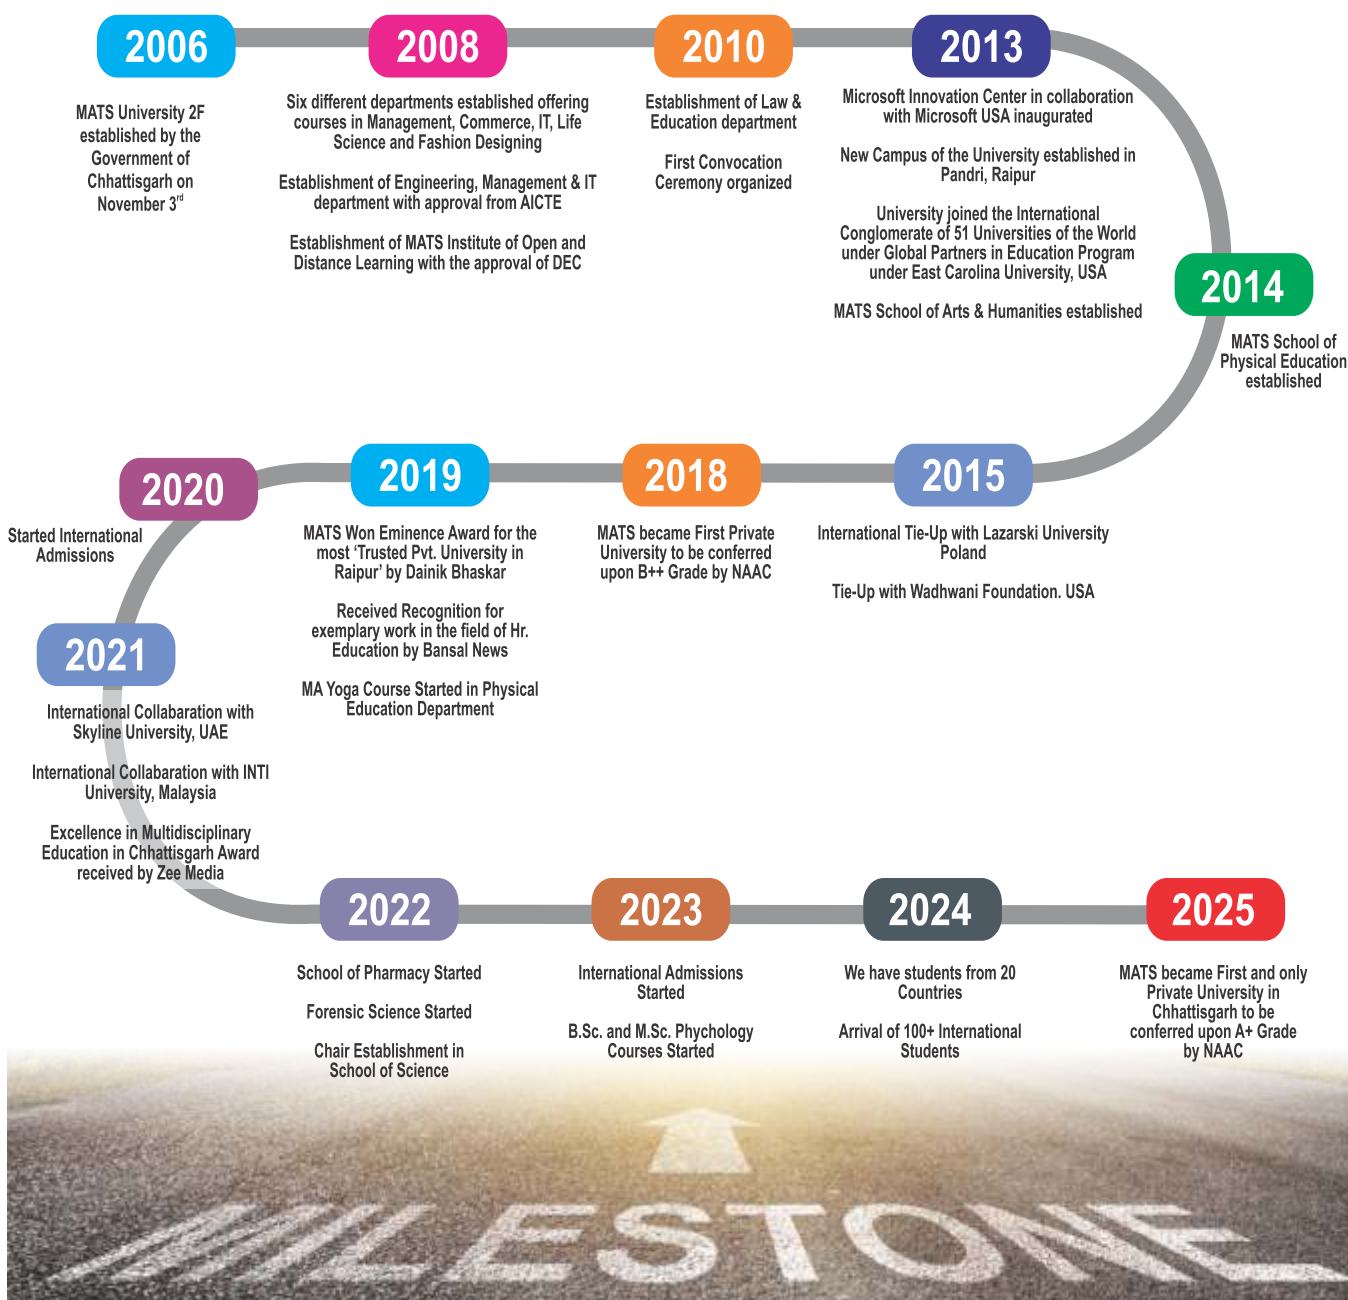 2006
MATS University 2F
established by the
Government of
Chhattisgarh on
November 3rd
2008
Six different departments established offering
courses in Management, Commerce, IT, Life
Science and Fashion Designing
Establishment of Engineering, Management & IT
department with approval from AICTE
Establishment of MATS Institute of Open and
Distance Learning with the approval of DEC
2010
Establishment of Law &
Education department
First Convocation
Ceremony organized
2013
Microsoft Innovation Center in collaboration
with Microsoft USA inaugurated
New Campus of the University established in
Pandri, Raipur
University joined the International
Conglomerate of 51 Universities of the World
under Global Partners in Education Program
under East Carolina University, USA
MATS School of Arts & Humanities established
2014
MATS School of
Physical Education
established
2015
International Tie-Up with Lazarski University
Poland
Tie-Up with Wadhwani Foundation. USA
2018
MATS became First Private
University to be conferred
upon B++ Grade by NAAC
2019
MATS Won Eminence Award for the
most ‘Trusted Pvt. University in
Raipur’ by Dainik Bhaskar
Received Recognition for
exemplary work in the field of Hr.
Education by Bansal News
MA Yoga Course Started in Physical
Education Department
2020
Started International
Admissions
2021
International Collabaration with
Skyline University, UAE
International Collabaration with INTI
University, Malaysia
Excellence in Multidisciplinary
Education in Chhattisgarh Award
received by Zee Media
2022
School of Pharmacy Started
Forensic Science Started
Chair Establishment in
School of Science
2023
International Admissions
Started
B.Sc. and M.Sc. Phychology
Courses Started
2024
We have students from 20
Countries
Arrival of 100+ International
Students
2025
MATS became First and only
Private University in
Chhattisgarh to be
conferred upon A+ Grade
by NAAC
MILESTONE